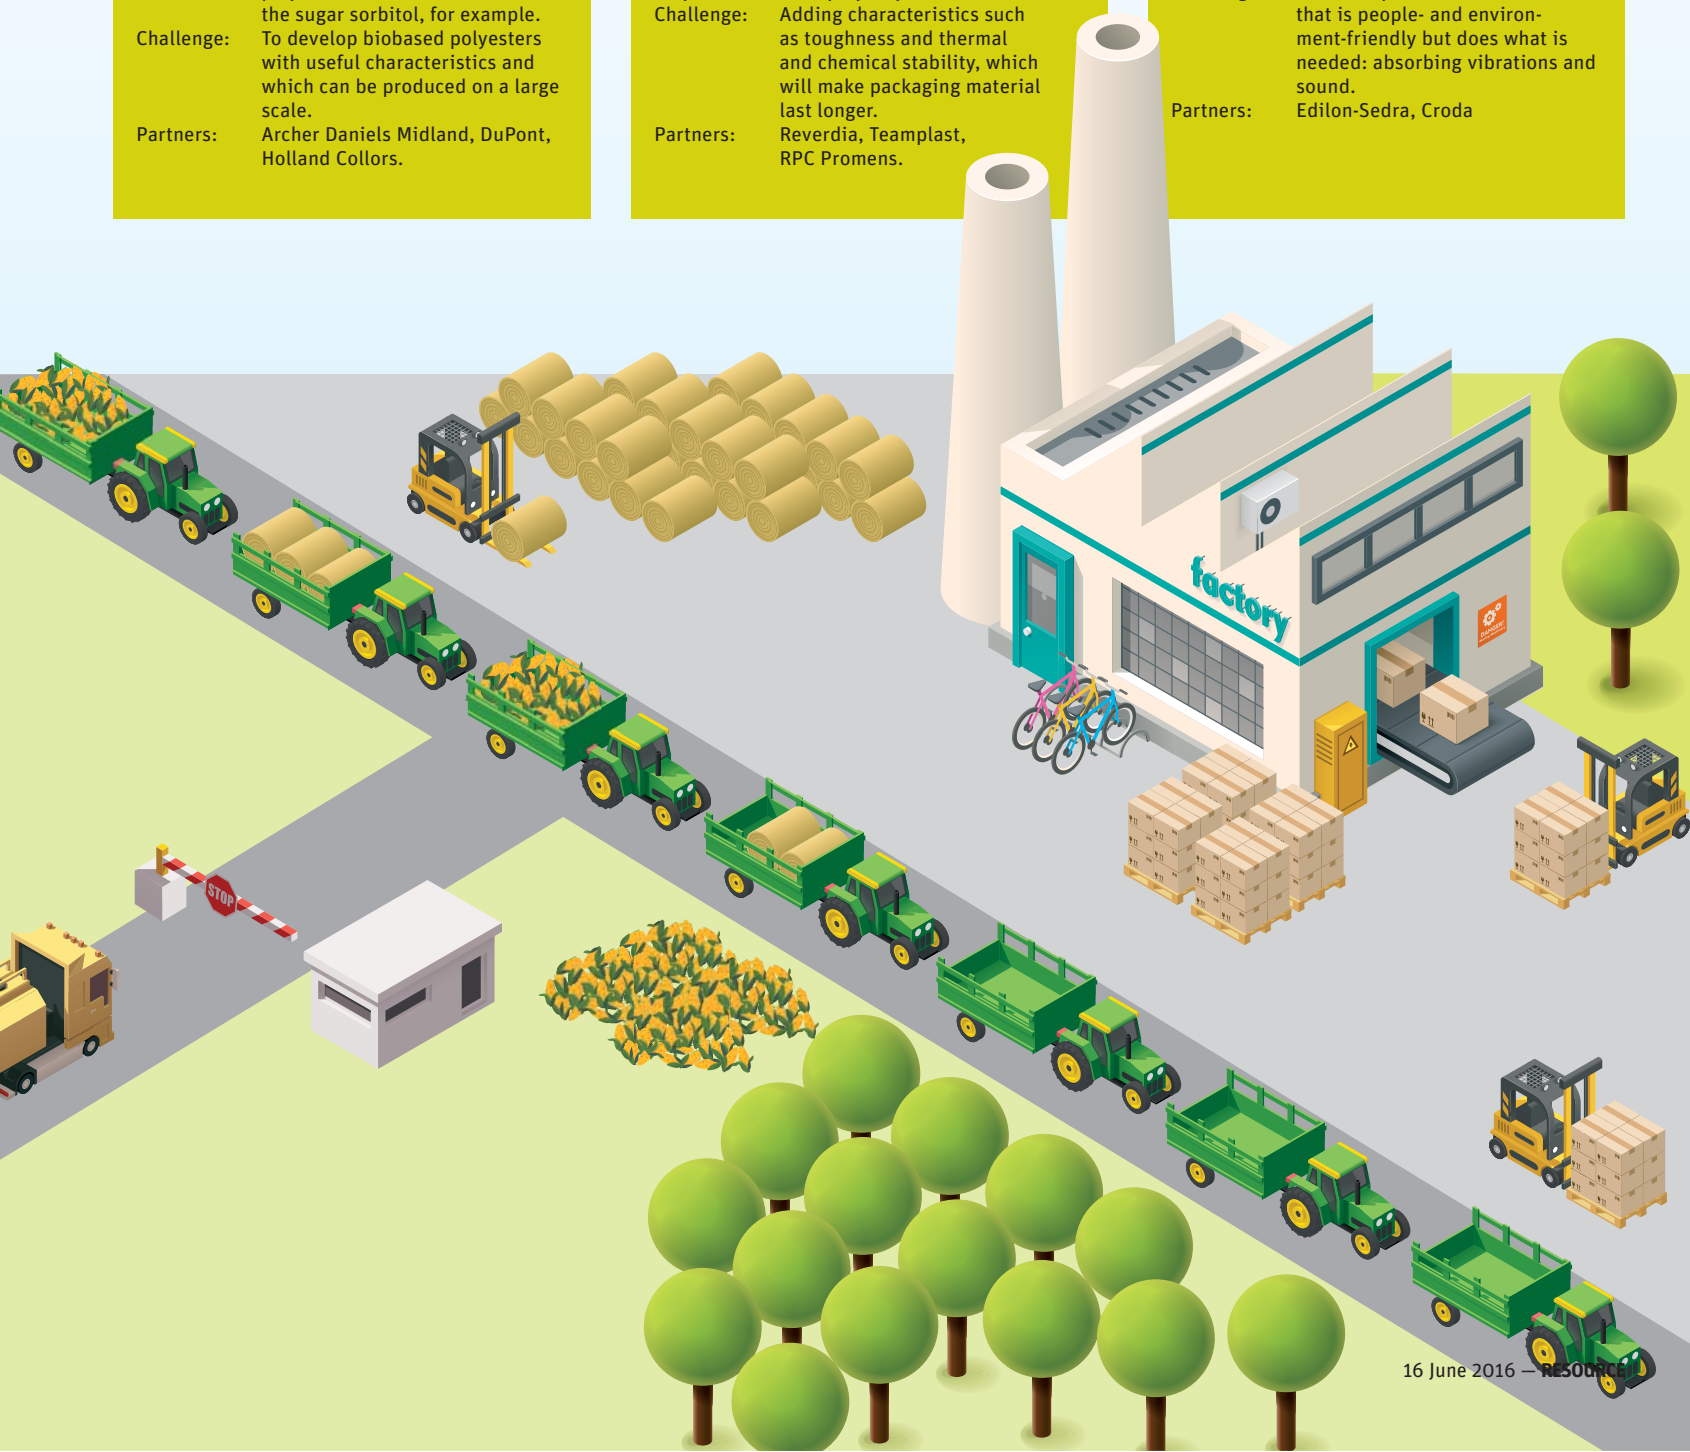 the sugar sorbitol, for example.
Challenge: To develop biobased polyesters
with useful characteristics and
which can be produced on a large
scale.
Partners: Archer Daniels Midland, DuPont,
Holland Collors.
Challenge: Adding characteristics such
as toughness and thermal
and chemical stability, which
will make packaging material
last longer.
Partners: Reverdia, Teamplast,
RPC Promens.
that is people- and environ-
ment-friendly but does what is
needed: absorbing vibrations and
sound.
Partners: Edilon-Sedra, Croda
factory
DANGER!
STOP
16 June 2016 — RESOURCE